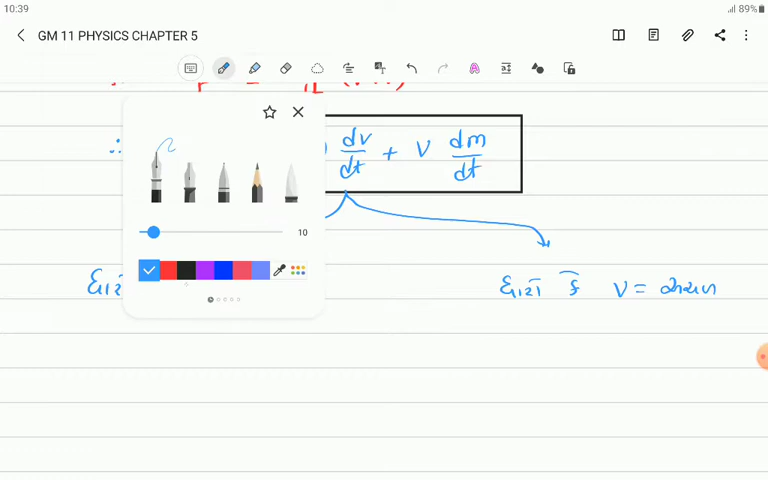 10:39
89%
GM 11 PHYSICS CHAPTER 5
∴ dv/dt + v dm/dt
10
ધારો કે v = અચળ